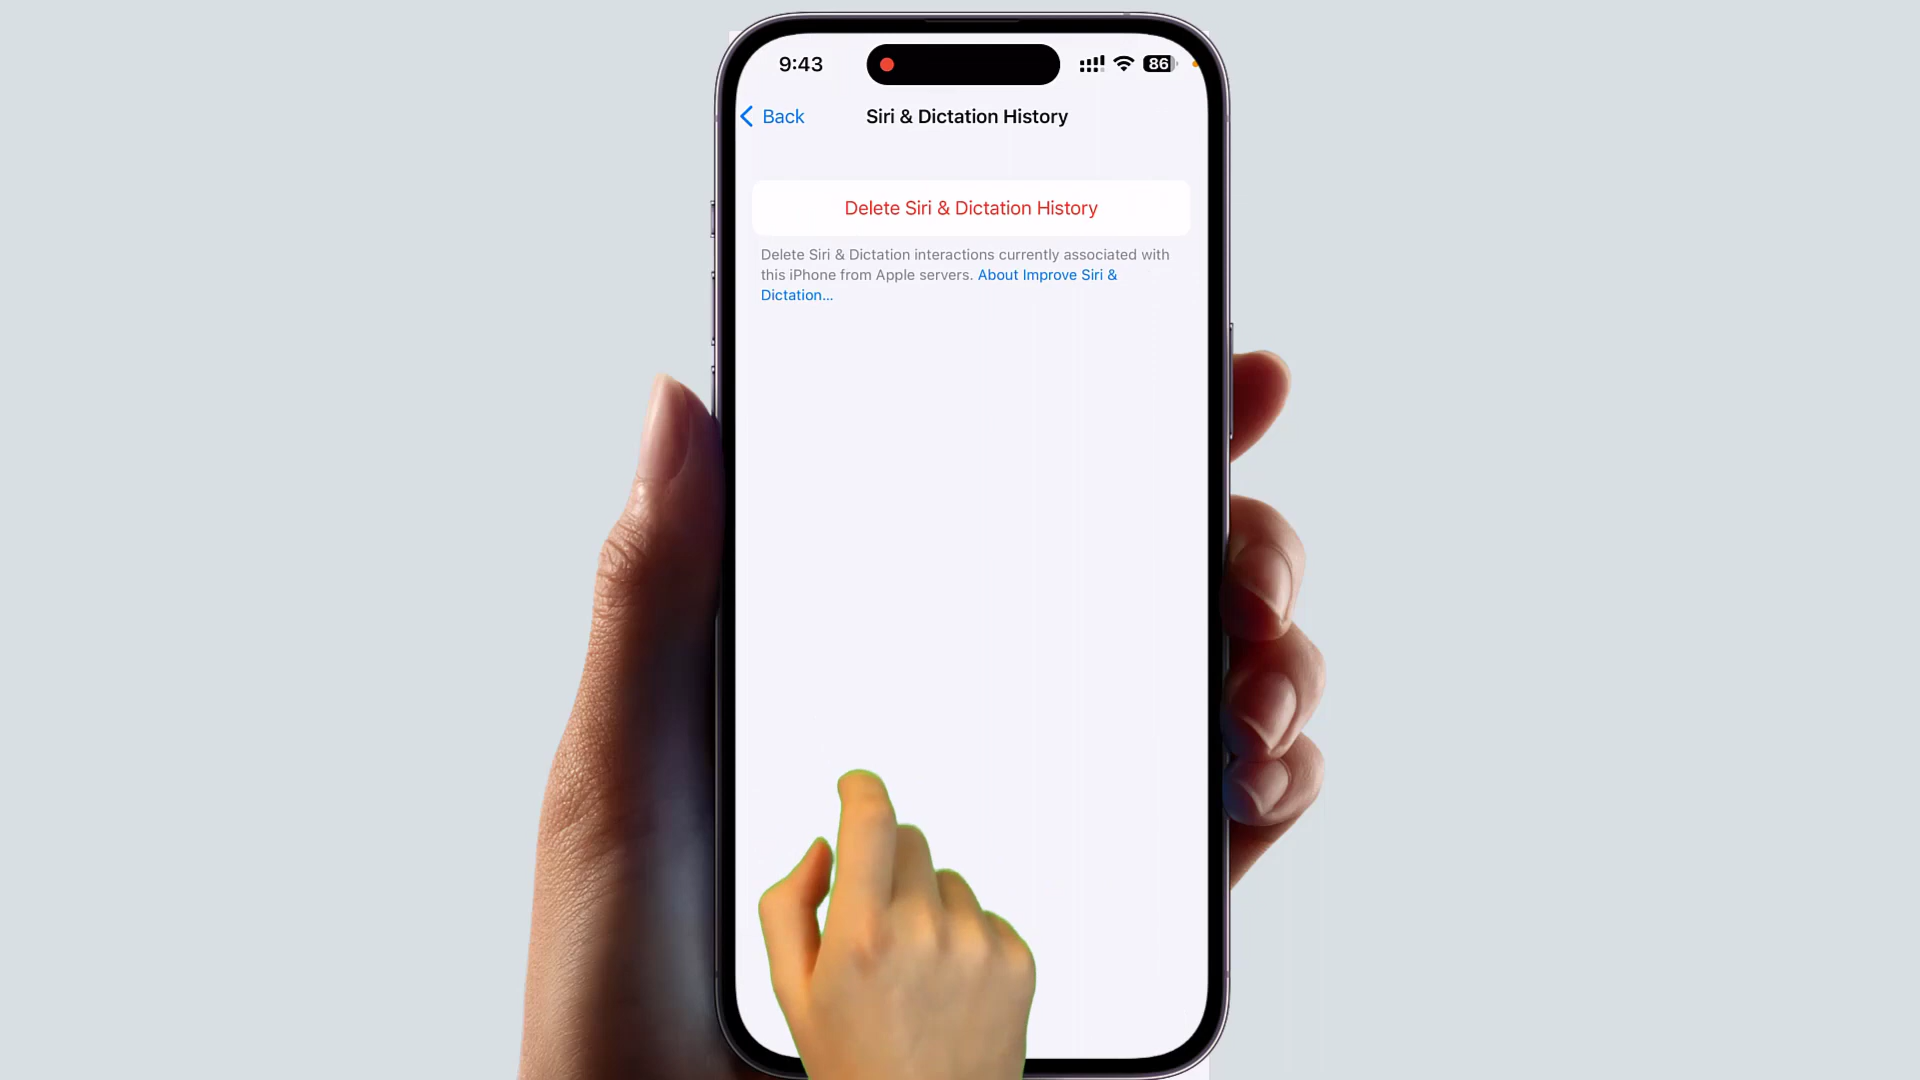 9:43
86
Back
Siri & Dictation History
Delete Siri & Dictation History
Delete Siri & Dictation interactions currently associated with
this iPhone from Apple servers. About Improve Siri &
Dictation...